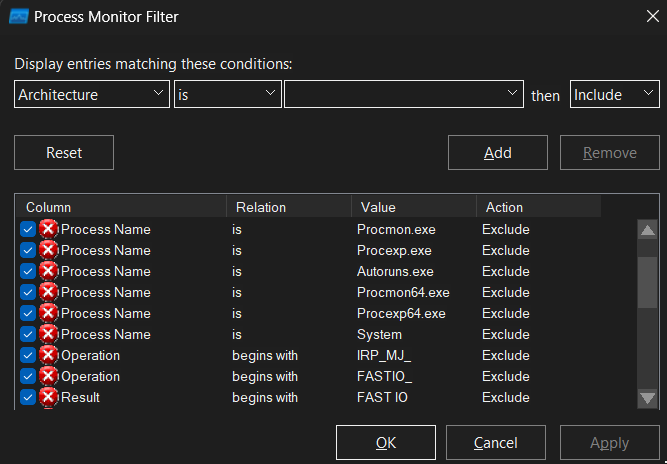 Process Monitor Filter
Display entries matching these conditions:
Architecture is then Include
Reset Add Remove
Column Relation Value Action
Process Name is Procmon.exe Exclude
Process Name is Procexp.exe Exclude
Process Name is Autoruns.exe Exclude
Process Name is Procmon64.exe Exclude
Process Name is Procexp64.exe Exclude
Process Name is System Exclude
Operation begins with IRP_MJ_ Exclude
Operation begins with FASTIO_ Exclude
Result begins with FAST IO Exclude
OK Cancel Apply